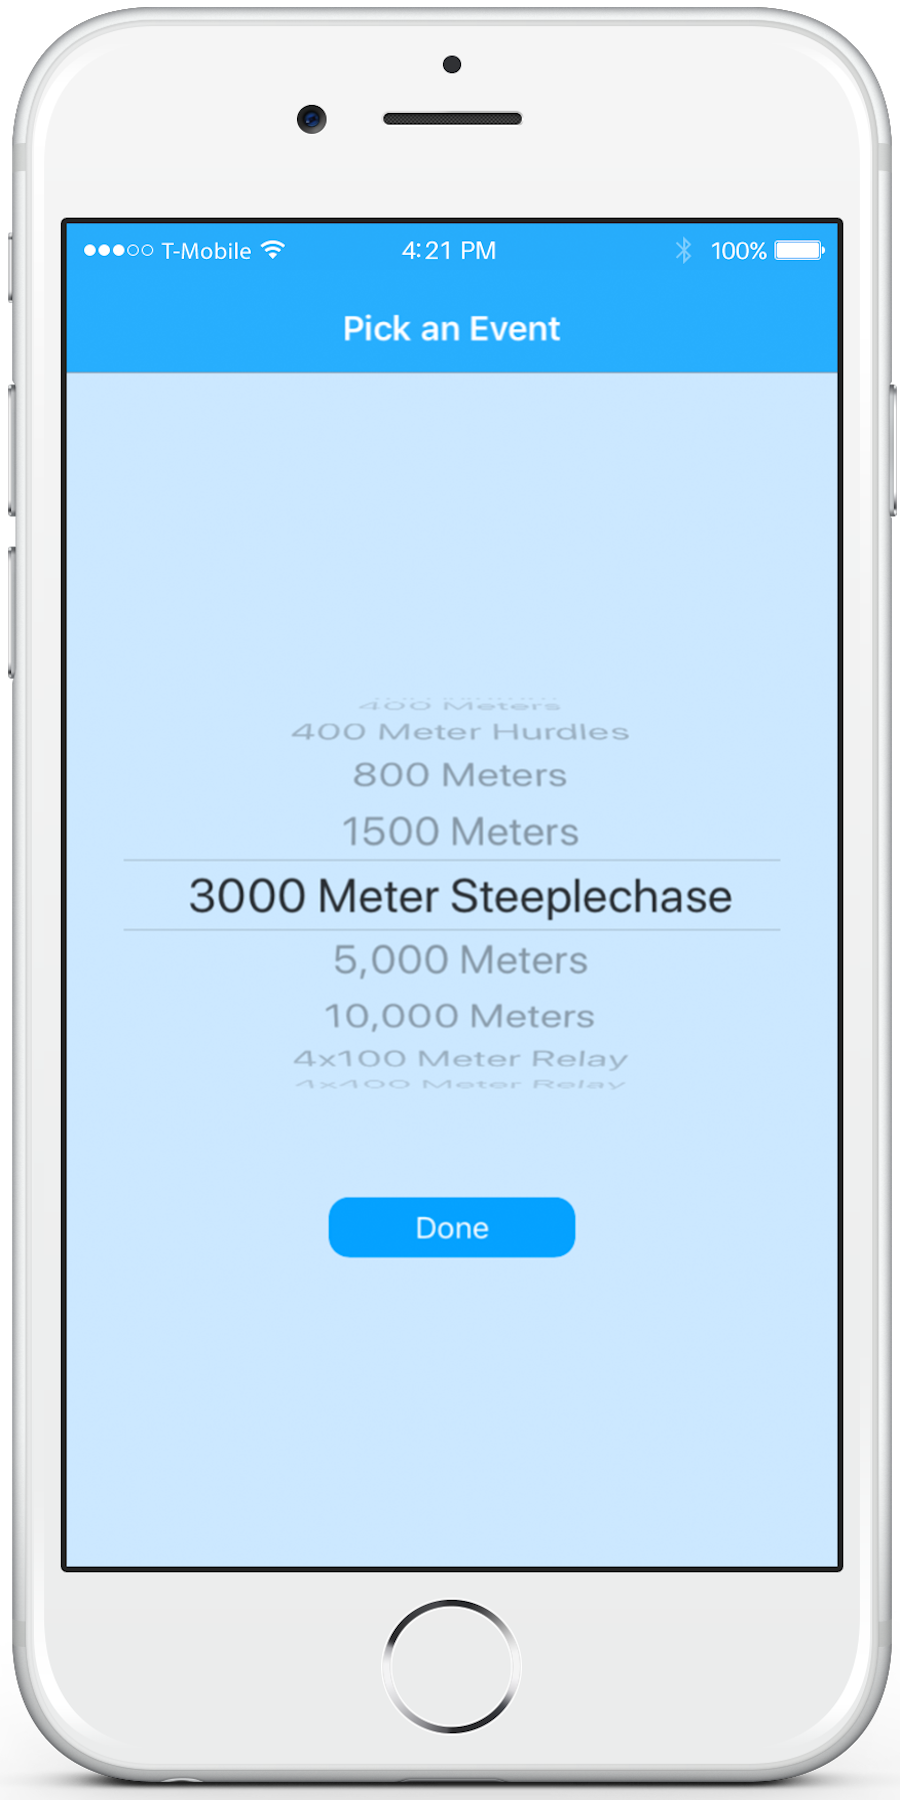 T-Mobile 4:21 PM 100%
Pick an Event
400 Meters
400 Meter Hurdles
800 Meters
1500 Meters
3000 Meter Steeplechase
5,000 Meters
10,000 Meters
4x100 Meter Relay
4x400 Meter Relay
Done